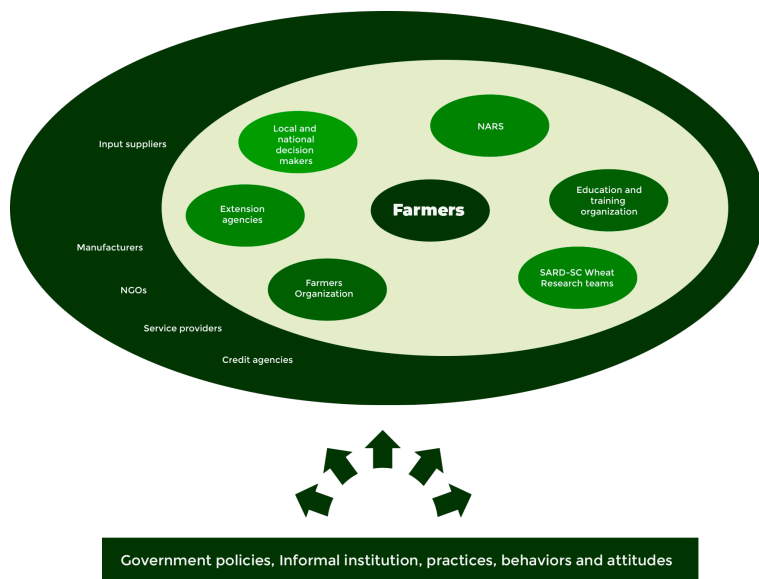 Local and
national
decision
makers
NARS
Input suppliers
Education and
training
organization
Extension
agencies
Farmers
Manufacturers
SARD-SC Wheat
Research teams
Farmers
Organization
NGOs
Service providers
Credit agencies
Government policies, Informal institution, practices, behaviors and attitudes